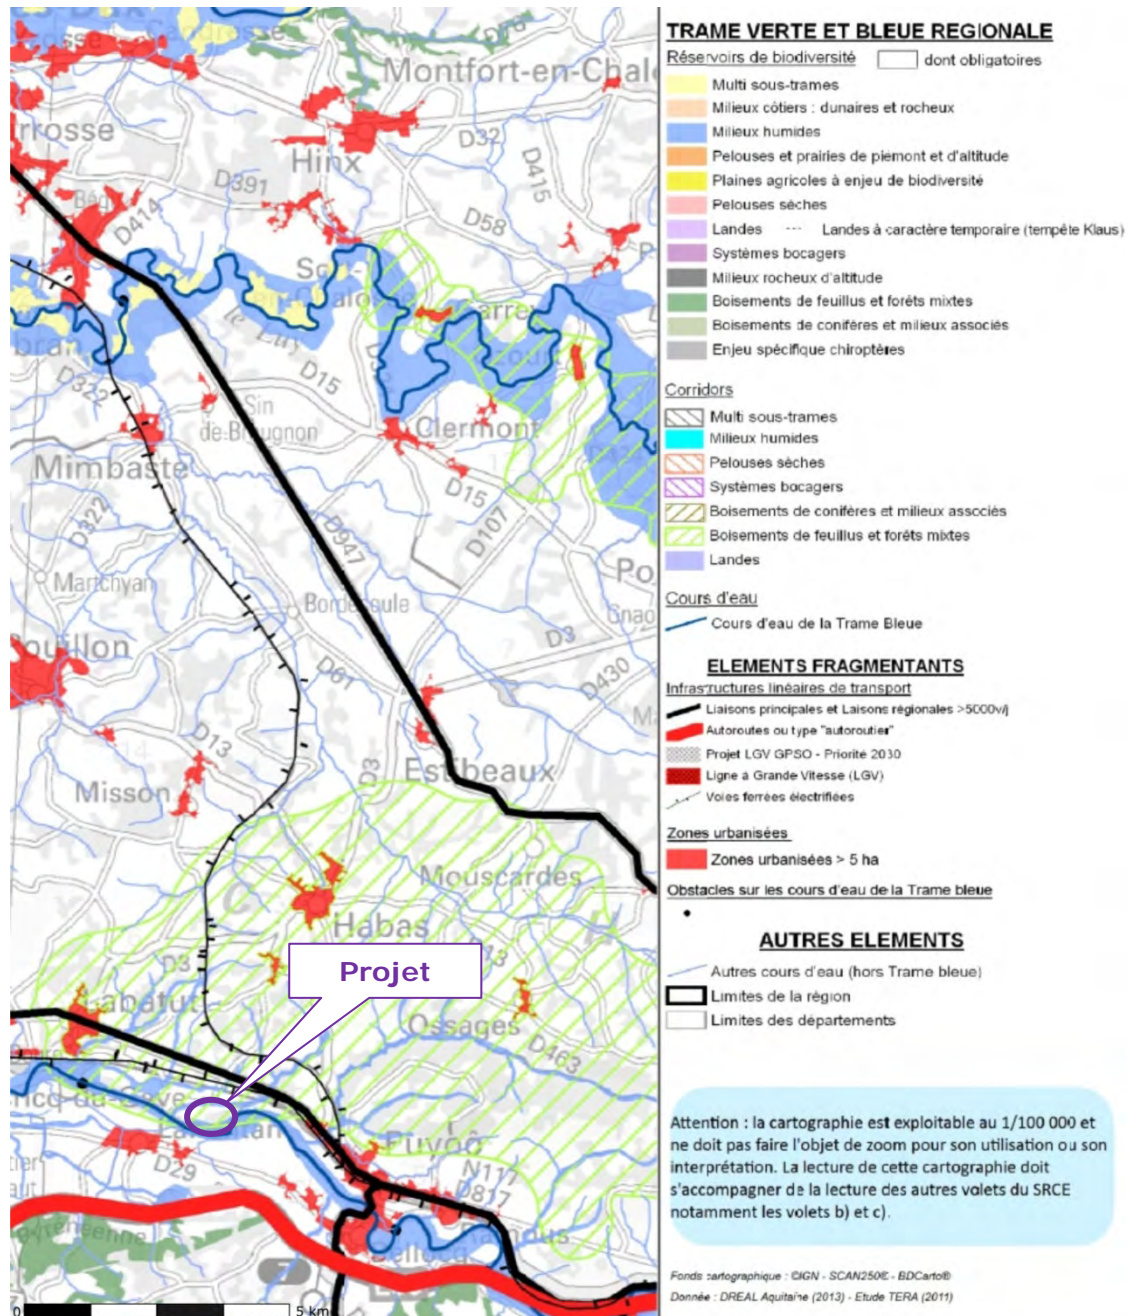 Montfort-en-Chal
D32
Hinx
D391
D415
D58
D414
D15
D322
Sin
de-Braugnon
Clermont
Mimbaste
D15
D322
D947
D107
Martchyan
D3
D61
D430
ouillon
D13
D3
Estibeaux
Misson
Mouscardès
Habas
D3
Projet
Labatut
Ossages
D463
D29
N117
D817
0
5 km
TRAME VERTE ET BLEUE REGIONALE
Réservoirs de biodiversité
dont obligatoires
Multi sous-trames
Milieux côtiers : dunaires et rocheux
Milieux humides
Pelouses et prairies de piemont et d'altitude
Plaines agricoles à enjeu de biodiversité
Pelouses sèches
Landes --- Landes à caractère temporaire (tempête Klaus)
Systèmes bocagers
Milieux rocheux d'altitude
Boisements de feuillus et forêts mixtes
Boisements de conifères et milieux associés
Enjeu spécifique chiroptères
Corridors
Multi sous-trames
Milieux humides
Pelouses sèches
Systèmes bocagers
Boisements de conifères et milieux associés
Boisements de feuillus et forêts mixtes
Landes
Cours d'eau
Cours d'eau de la Trame Bleue
ELEMENTS FRAGMENTANTS
Infrastructures linéaires de transport
Liaisons principales et Laisons régionales >5000v/j
Autoroutes ou type "autoroutier"
Projet LGV GPSO - Priorité 2030
Ligne à Grande Vitesse (LGV)
Voies ferrées électrifiées
Zones urbanisées
Zones urbanisées > 5 ha
Obstacles sur les cours d'eau de la Trame bleue
AUTRES ELEMENTS
Autres cours d'eau (hors Trame bleue)
Limites de la région
Limites des départements
Attention : la cartographie est exploitable au 1/100 000 et
ne doit pas faire l'objet de zoom pour son utilisation ou son
interprétation. La lecture de cette cartographie doit
s'accompagner de la lecture des autres volets du SRCE
notamment les volets b) et c).
Fonds cartographique : ©IGN - SCAN250® - BDCarto®
Donnée : DREAL Aquitaine (2013) - Etude TERA (2011)